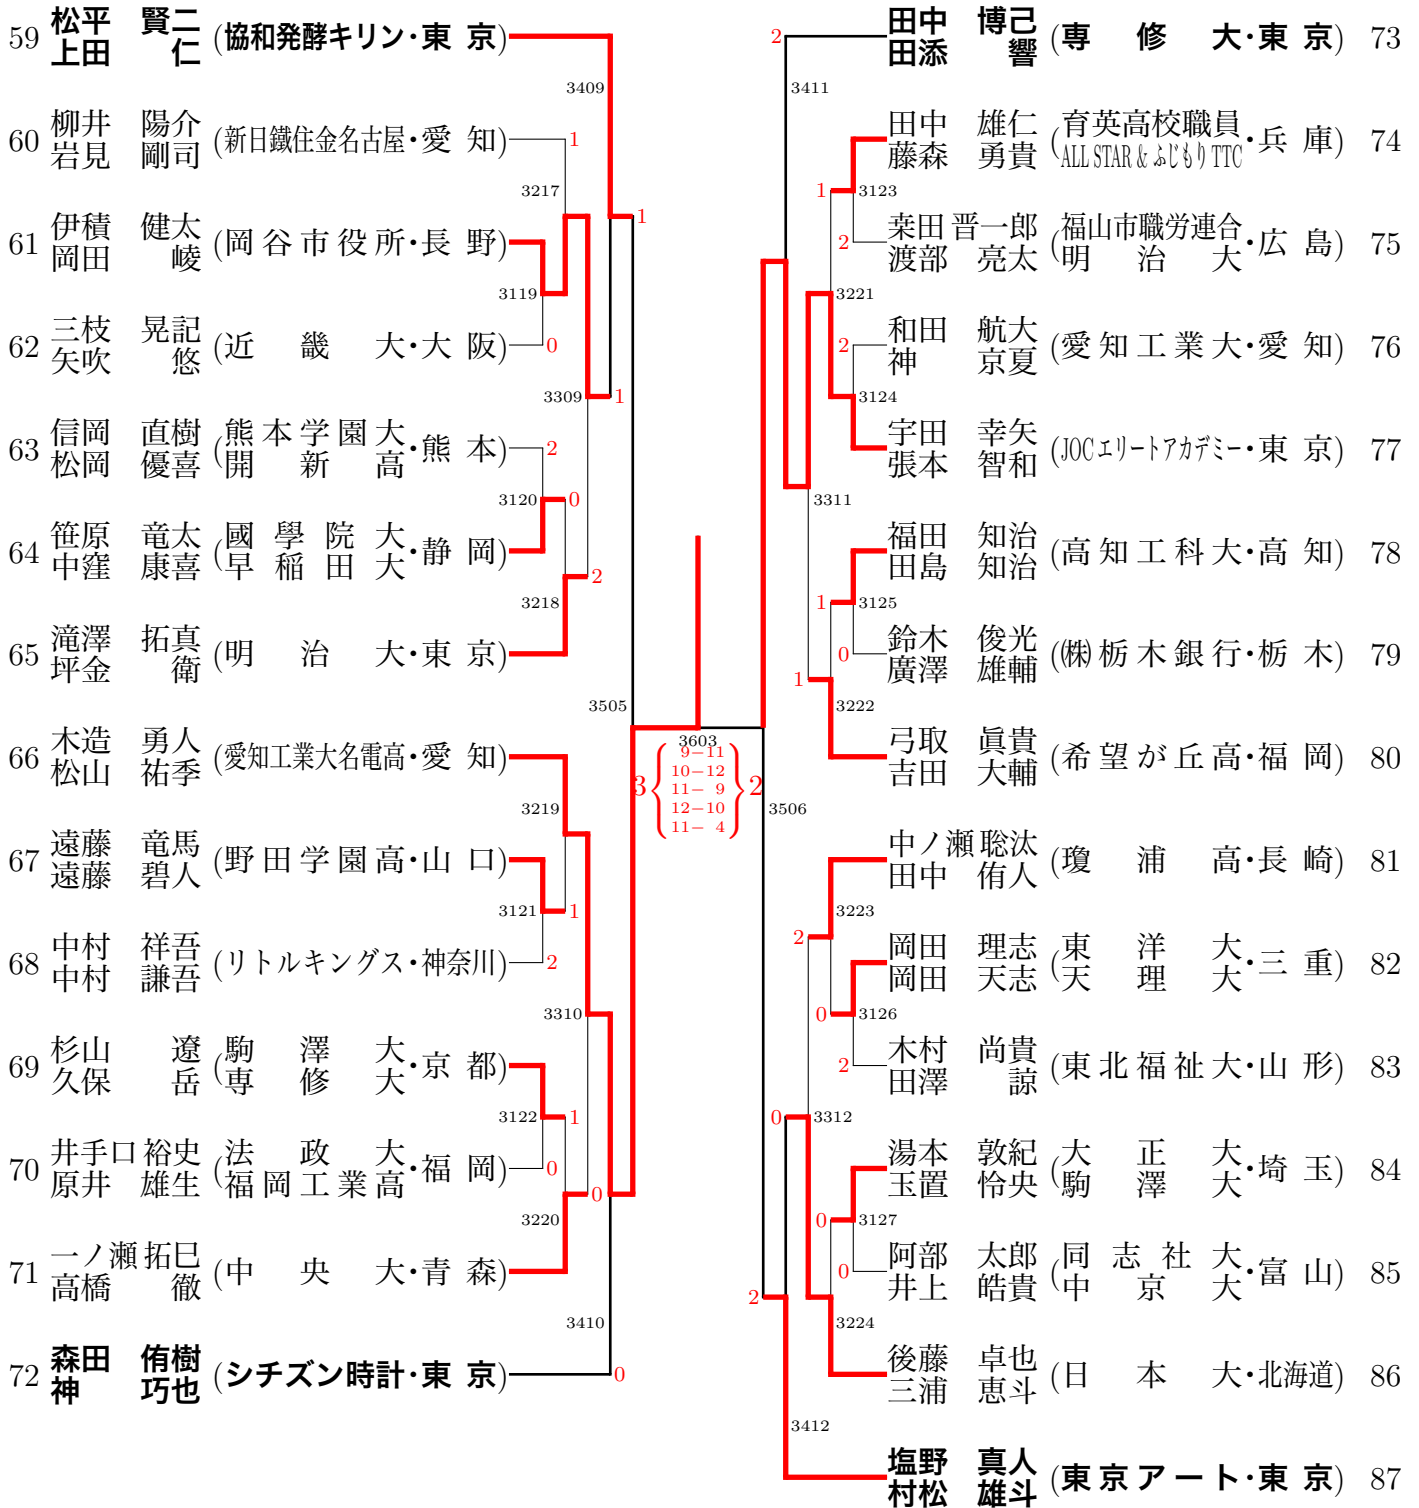 59 松平 賢二 (協和発酵キリン・東 京)
上田 仁
60 柳井 陽介 (新日鐵住金名古屋・愛 知)
岩見 剛司
61 伊積 健太 (岡谷市役所・長 野)
岡田 崚
62 三枝 晃記 (近 畿 大・大 阪)
矢吹 悠
63 信岡 直樹 (熊本学園大・熊 本)
松岡 優喜 開 新 高
64 笹原 竜太 (國學院大・静 岡)
中窪 康喜 早稲田大
65 滝澤 拓真 (明 治 大・東 京)
坪金 衛
66 木造 勇人 (愛知工業大名電高・愛 知)
松山 祐季
67 遠藤 竜馬 (野田学園高・山 口)
遠藤 碧人
68 中村 祥吾 (リトルキングス・神奈川)
中村 謙吾
69 杉山 遼 (駒 澤 大・京 都)
久保 岳 専 修 大
70 井手口裕史 (法 政 大・福 岡)
原井 雄生 福岡工業高
71 一ノ瀬拓巳 (中 央 大・青 森)
高橋 徹
72 森田 侑樹 (シチズン時計・東 京)
神 巧也
3409
1
3217
1
3119
0
3309
1
2
3120
0
3218
2
3505
3219
3121
1
2
3310
3122
1
0
3220
0
3410
0
3603
3 { 9-11
10-12
11- 9
12-10
11- 4 } 2
2
3411
1
3123
2
3221
2
3124
3311
1
3125
0
1
3222
3506
3223
2
0
3126
2
0
3312
0
3127
0
2
3224
3412
田中 博己 (専 修 大・東 京) 73
田添 響
田中 雄仁 (育英高校職員・兵 庫) 74
藤森 勇貴 ALL STAR & ふじもり TTC
桒田晋一郎 (福山市職労連合・広 島) 75
渡部 亮太 明 治 大
和田 航大 (愛知工業大・愛 知) 76
神 京夏
宇田 幸矢 (JOCエリートアカデミー・東 京) 77
張本 智和
福田 知治 (高知工科大・高 知) 78
田島 知治
鈴木 俊光 (㈱栃木銀行・栃 木) 79
廣澤 雄輔
弓取 眞貴 (希望が丘高・福 岡) 80
吉田 大輔
中ノ瀬聡汰 (瓊 浦 高・長 崎) 81
田中 侑人
岡田 理志 (東 洋 大・三 重) 82
岡田 天志 天 理 大
木村 尚貴 (東北福祉大・山 形) 83
田澤 諒
湯本 敦紀 (大 正 大・埼 玉) 84
玉置 怜央 駒 澤 大
阿部 太郎 (同志社大・富 山) 85
井上 皓貴 中 京 大
後藤 卓也 (日 本 大・北海道) 86
三浦 恵斗
塩野 真人 (東京アート・東 京) 87
村松 雄斗